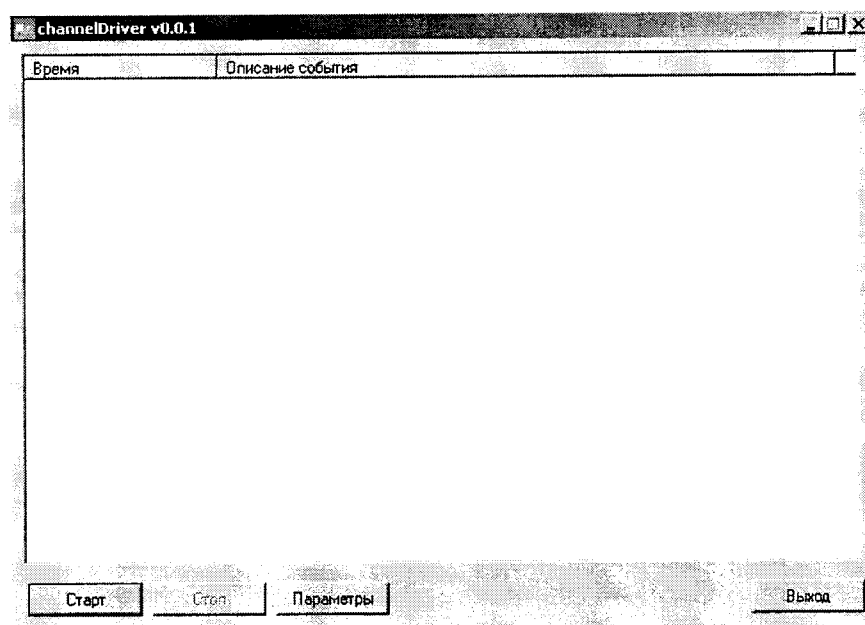 channelDriver v0.0.1
Время Описание события
Старт Стоп Параметры Выход